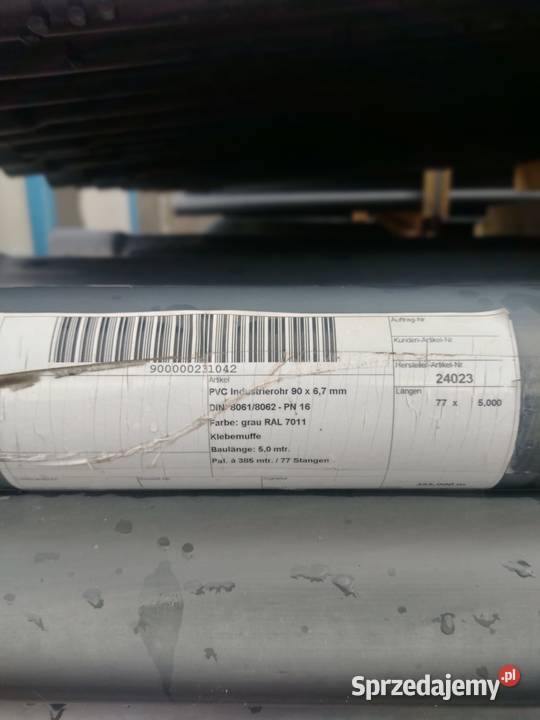 900000231042
Auftrag-Nr
Kunden-Artikel-Nr
Hersteller-Artikel-Nr
24023
Artikel
PVC Industrierohr 90 x 6,7 mm
DIN 8061/8062 - PN 16
Farbe: grau RAL 7011
Klebemuffe
Baulänge: 5,0 mtr.
Pal. à 385 mtr. / 77 Stangen
Längen
77 x 5,000
Sprzedajemy.pl